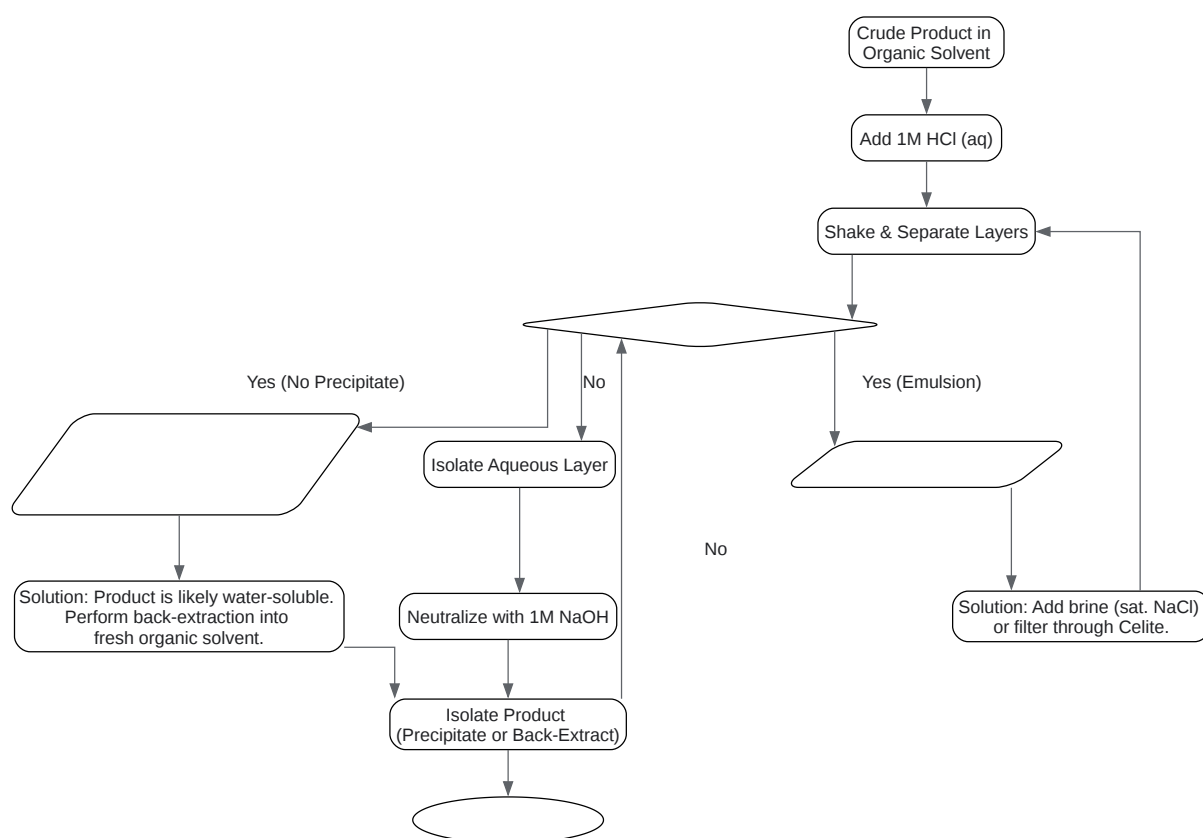 Crude Product in
Organic Solvent
Add 1M HCl (aq)
Shake & Separate Layers
Yes (No Precipitate)
No
Yes (Emulsion)
Isolate Aqueous Layer
No
Solution: Product is likely water-soluble.
Perform back-extraction into
fresh organic solvent.
Neutralize with 1M NaOH
Solution: Add brine (sat. NaCl)
or filter through Celite.
Isolate Product
(Precipitate or Back-Extract)